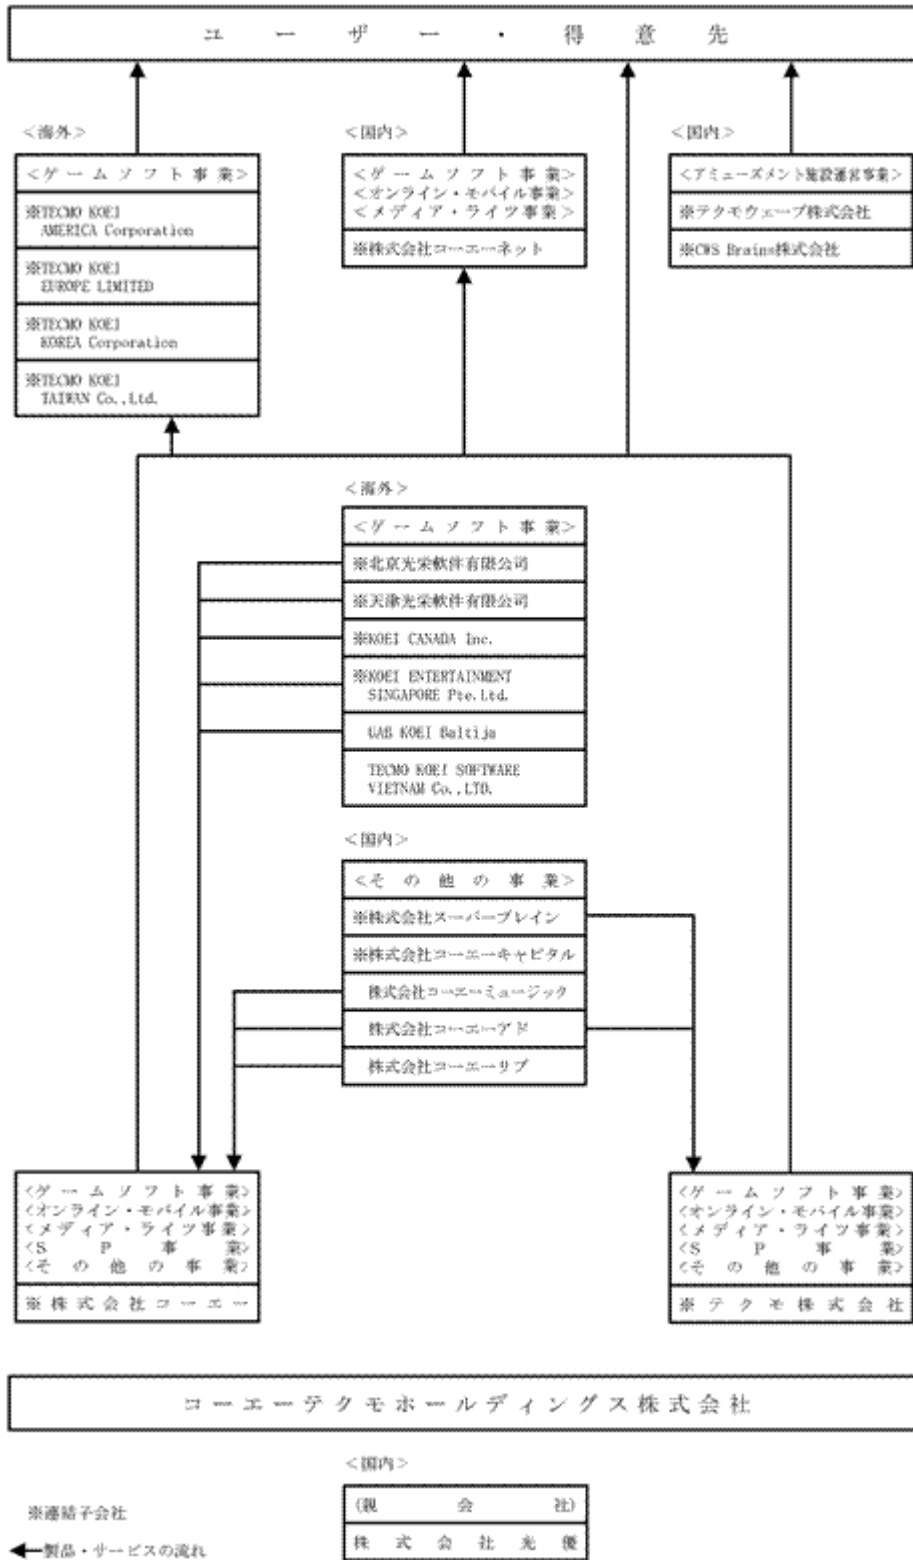 ユーザー・得意先
＜海外＞
＜ゲームソフト事業＞
※TECMO KOEI
AMERICA Corporation
※TECMO KOEI
EUROPE LIMITED
※TECMO KOEI
KOREA Corporation
※TECMO KOEI
TAIWAN Co.,Ltd.
＜国内＞
＜ゲームソフト事業＞
＜オンライン・モバイル事業＞
＜メディア・ライツ事業＞
※株式会社コーエーネット
＜国内＞
＜アミューズメント施設運営事業＞
※テクモウェーブ株式会社
※CWS Brains株式会社
＜海外＞
＜ゲームソフト事業＞
※北京光栄軟件有限公司
※天津光栄軟件有限公司
※KOEI CANADA Inc.
※KOEI ENTERTAINMENT
SINGAPORE Pte.Ltd.
UAB KOEI Baltija
TECMO KOEI SOFTWARE
VIETNAM Co.,LTD.
＜国内＞
＜その他の事業＞
※株式会社スーパーブレイン
※株式会社コーエーキャピタル
株式会社コーエーミュージック
株式会社コーエーアド
株式会社コーエーリブ
＜ゲームソフト事業＞
＜オンライン・モバイル事業＞
＜メディア・ライツ事業＞
＜SP事業＞
＜その他の事業＞
※株式会社コーエー
＜ゲームソフト事業＞
＜オンライン・モバイル事業＞
＜メディア・ライツ事業＞
＜SP事業＞
＜その他の事業＞
※テクモ株式会社
コーエーテクモホールディングス株式会社
＜国内＞
(親会社)
株式会社光優
※連結子会社
製品・サービスの流れ